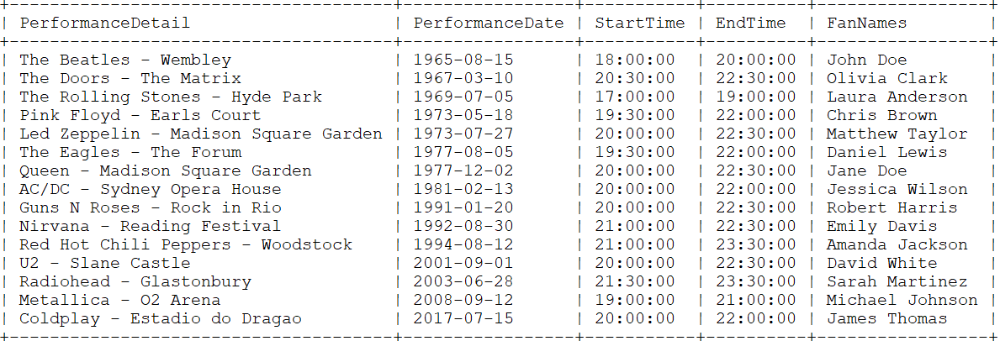 +--------------------------------------+-----------------+-----------+----------+-----------------+
| PerformanceDetail                    | PerformanceDate | StartTime | EndTime  | FanNames        |
+--------------------------------------+-----------------+-----------+----------+-----------------+
| The Beatles - Wembley                | 1965-08-15      | 18:00:00  | 20:00:00 | John Doe        |
| The Doors - The Matrix               | 1967-03-10      | 20:30:00  | 22:30:00 | Olivia Clark    |
| The Rolling Stones - Hyde Park       | 1969-07-05      | 17:00:00  | 19:00:00 | Laura Anderson  |
| Pink Floyd - Earls Court             | 1973-05-18      | 19:30:00  | 22:00:00 | Chris Brown     |
| Led Zeppelin - Madison Square Garden | 1973-07-27      | 20:00:00  | 22:30:00 | Matthew Taylor  |
| The Eagles - The Forum               | 1977-08-05      | 19:30:00  | 22:00:00 | Daniel Lewis    |
| Queen - Madison Square Garden        | 1977-12-02      | 20:00:00  | 22:30:00 | Jane Doe        |
| AC/DC - Sydney Opera House           | 1981-02-13      | 20:00:00  | 22:00:00 | Jessica Wilson  |
| Guns N Roses - Rock in Rio           | 1991-01-20      | 20:00:00  | 22:30:00 | Robert Harris   |
| Nirvana - Reading Festival           | 1992-08-30      | 21:00:00  | 22:30:00 | Emily Davis     |
| Red Hot Chili Peppers - Woodstock    | 1994-08-12      | 21:00:00  | 23:30:00 | Amanda Jackson  |
| U2 - Slane Castle                    | 2001-09-01      | 20:00:00  | 22:30:00 | David White     |
| Radiohead - Glastonbury              | 2003-06-28      | 21:30:00  | 23:30:00 | Sarah Martinez  |
| Metallica - O2 Arena                 | 2008-09-12      | 19:00:00  | 21:00:00 | Michael Johnson |
| Coldplay - Estadio do Dragao         | 2017-07-15      | 20:00:00  | 22:00:00 | James Thomas    |
+--------------------------------------+-----------------+-----------+----------+-----------------+